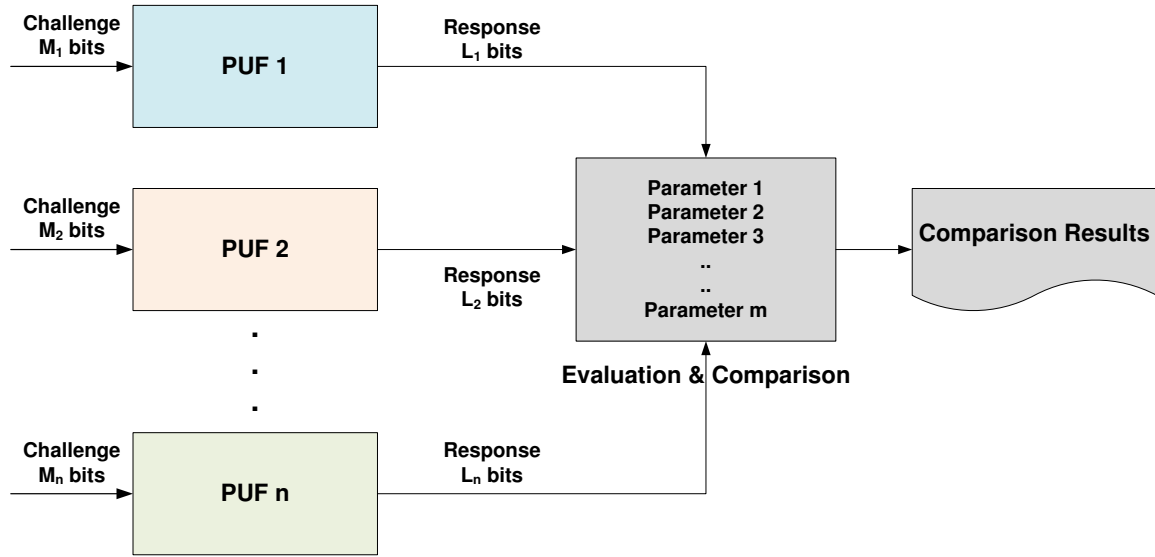 Challenge
M₁ bits
PUF 1
Response
L₁ bits
Challenge
M₂ bits
PUF 2
Response
L₂ bits
Parameter 1
Parameter 2
Parameter 3
..
..
Parameter m
Evaluation & Comparison
Comparison Results
.
.
.
Challenge
Mₙ bits
PUF n
Response
Lₙ bits